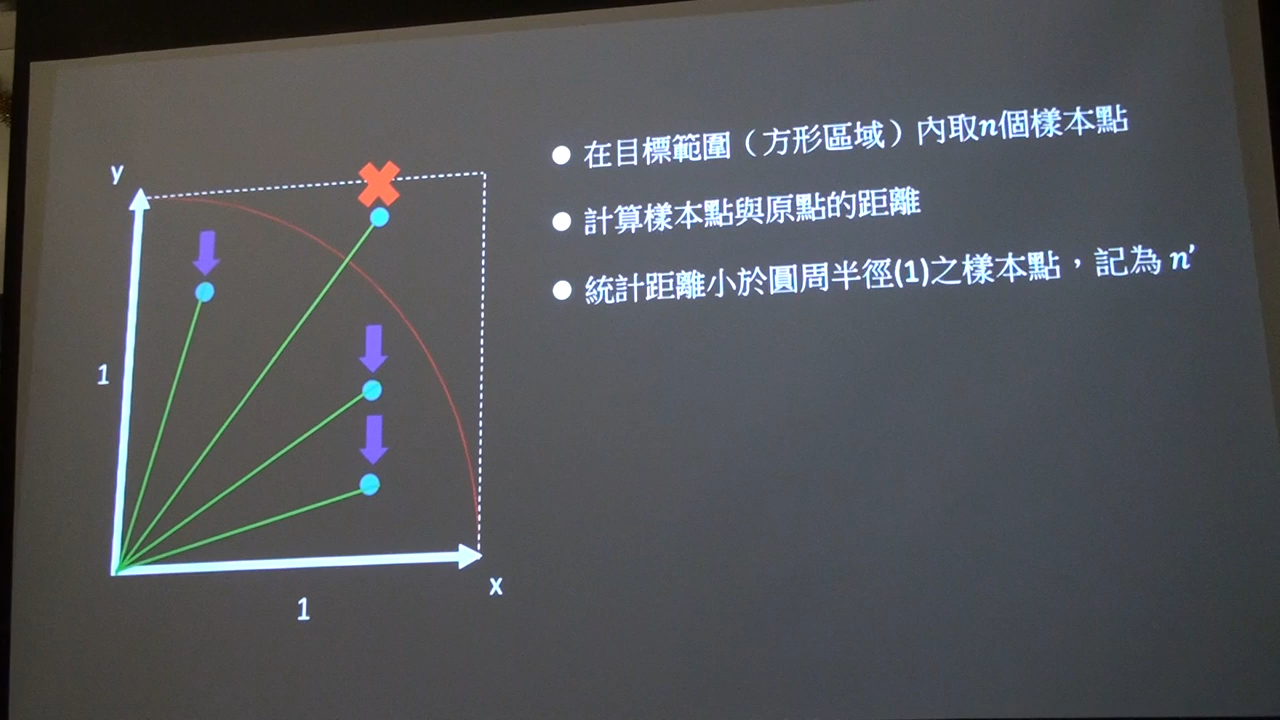 ● 在目標範圍（方形區域）內取n個樣本點
● 計算樣本點與原點的距離
● 統計距離小於圓周半徑(1)之樣本點，記為 n′
y
1
x
1